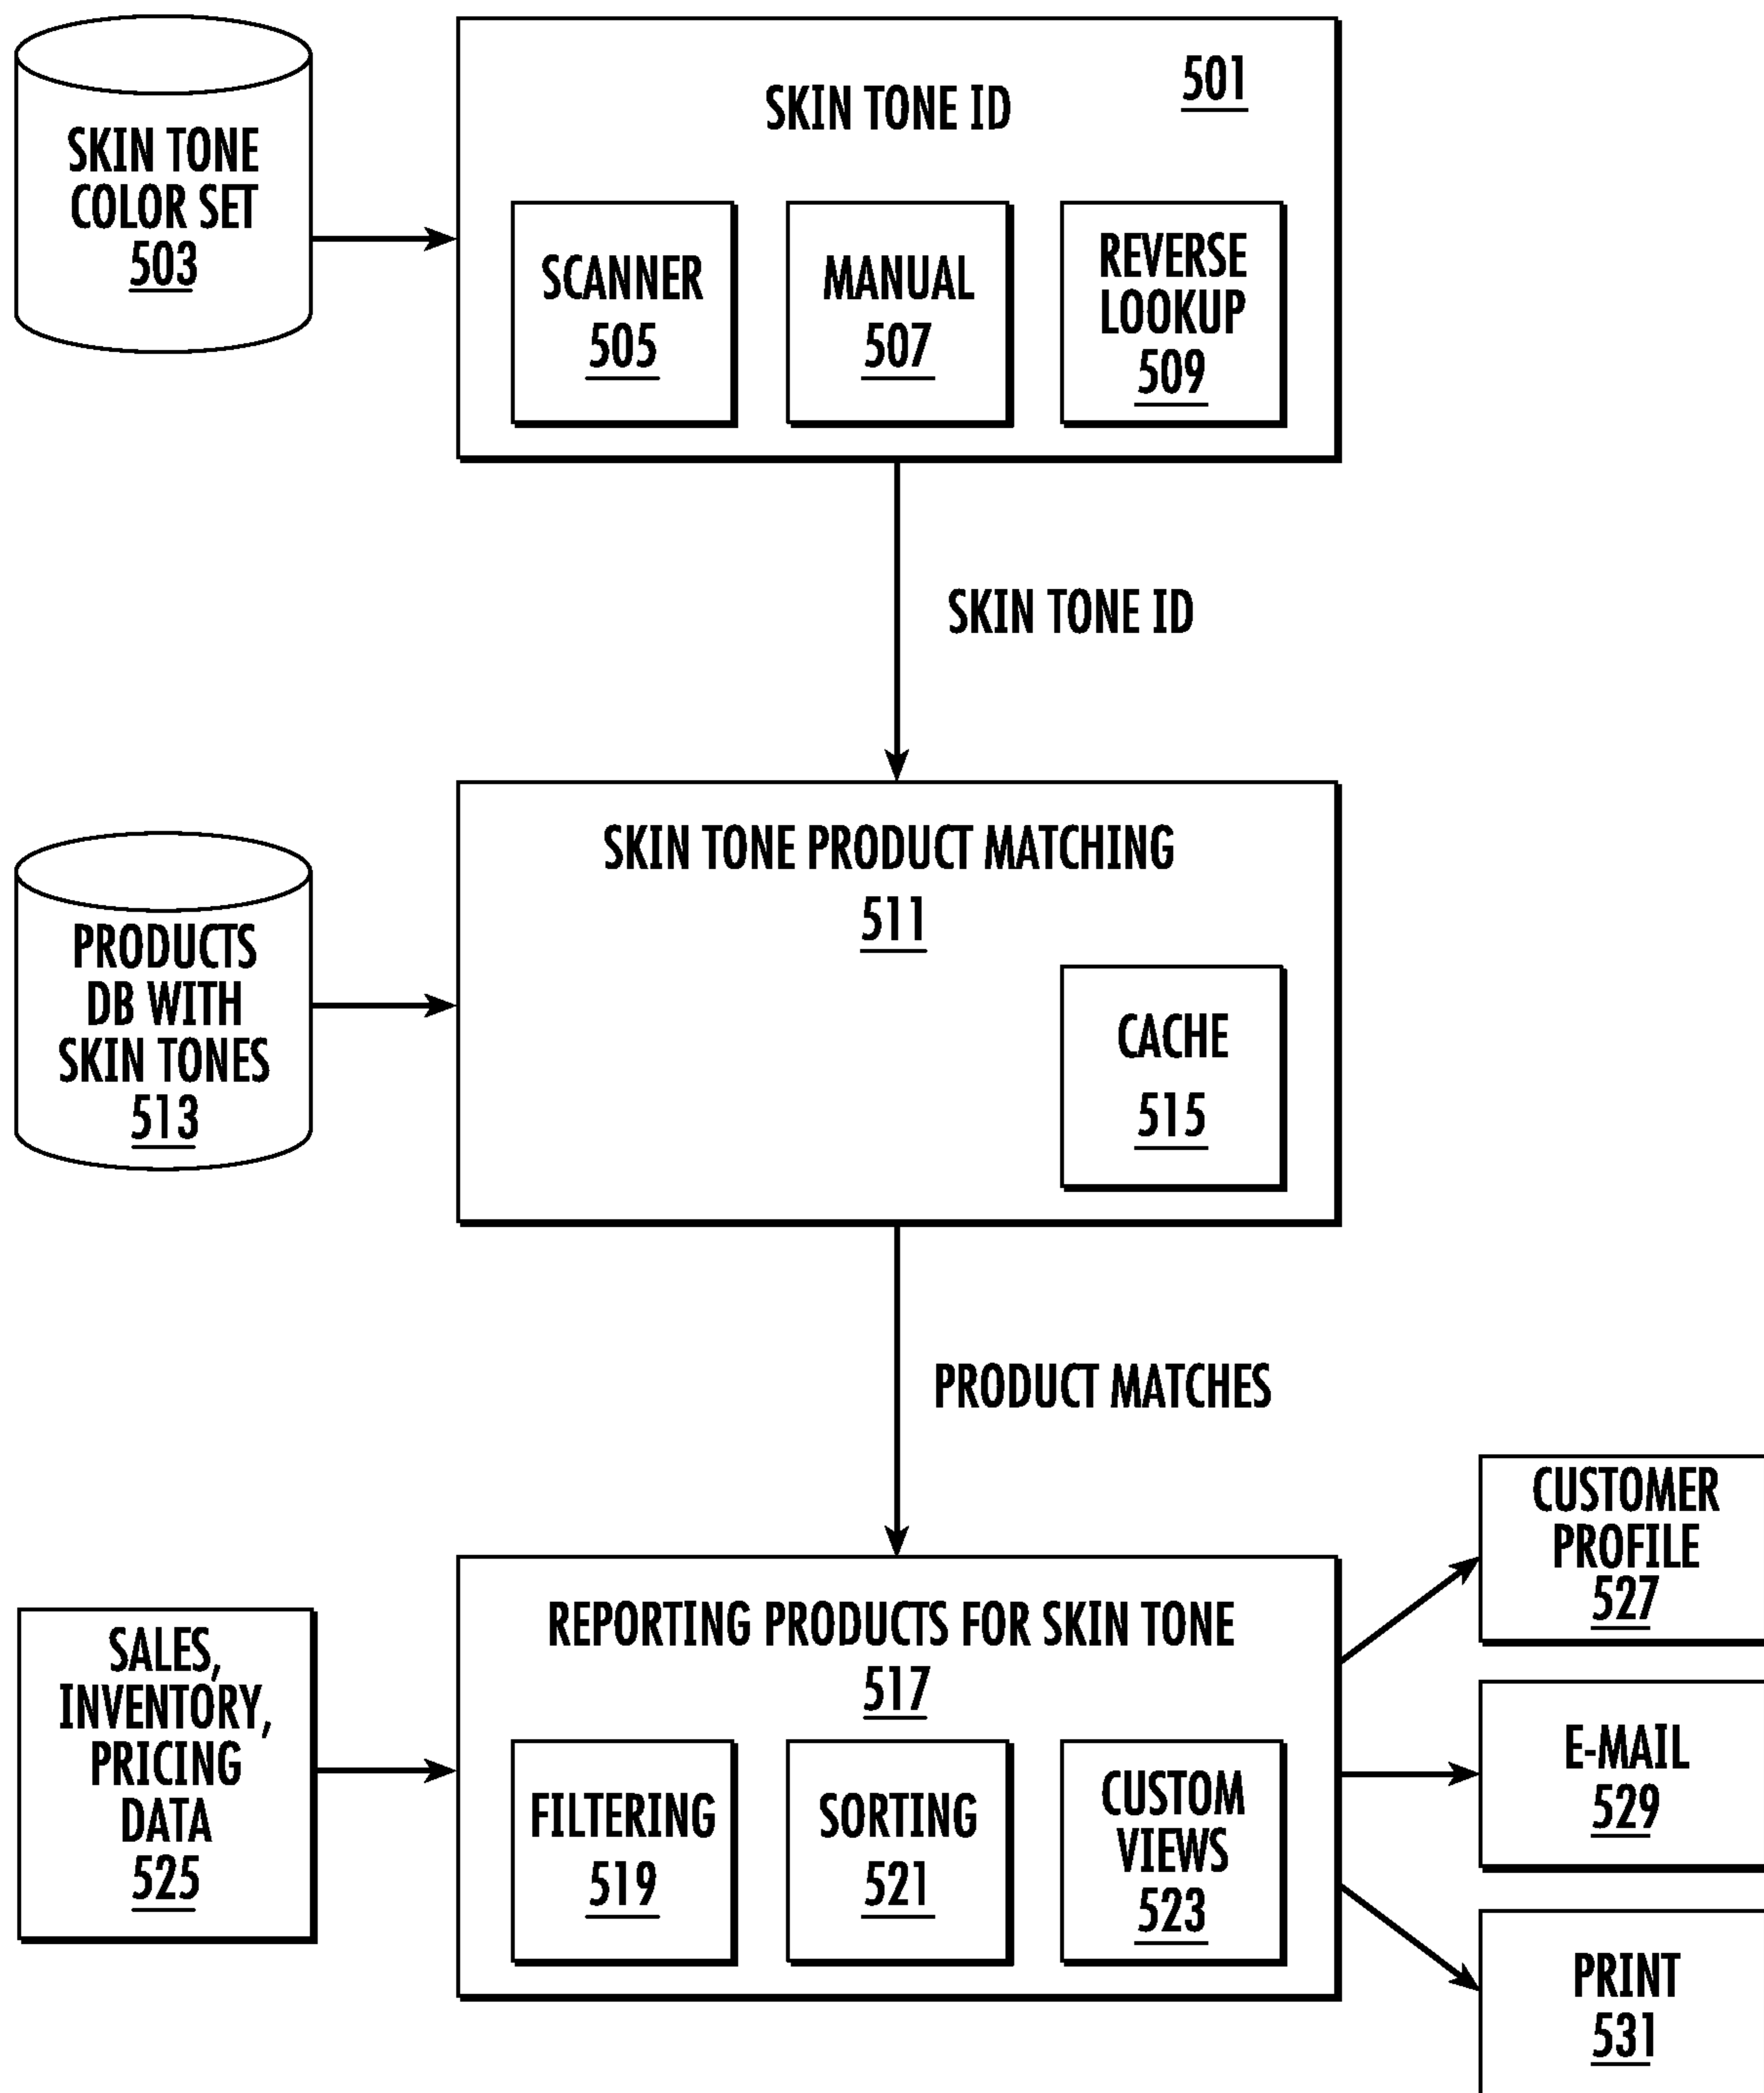 SKIN TONE
COLOR SET
503
SKIN TONE ID
501
SCANNER
505
MANUAL
507
REVERSE
LOOKUP
509
SKIN TONE ID
PRODUCTS
DB WITH
SKIN TONES
513
SKIN TONE PRODUCT MATCHING
511
CACHE
515
PRODUCT MATCHES
SALES,
INVENTORY,
PRICING
DATA
525
REPORTING PRODUCTS FOR SKIN TONE
517
FILTERING
519
SORTING
521
CUSTOM
VIEWS
523
CUSTOMER
PROFILE
527
E-MAIL
529
PRINT
531